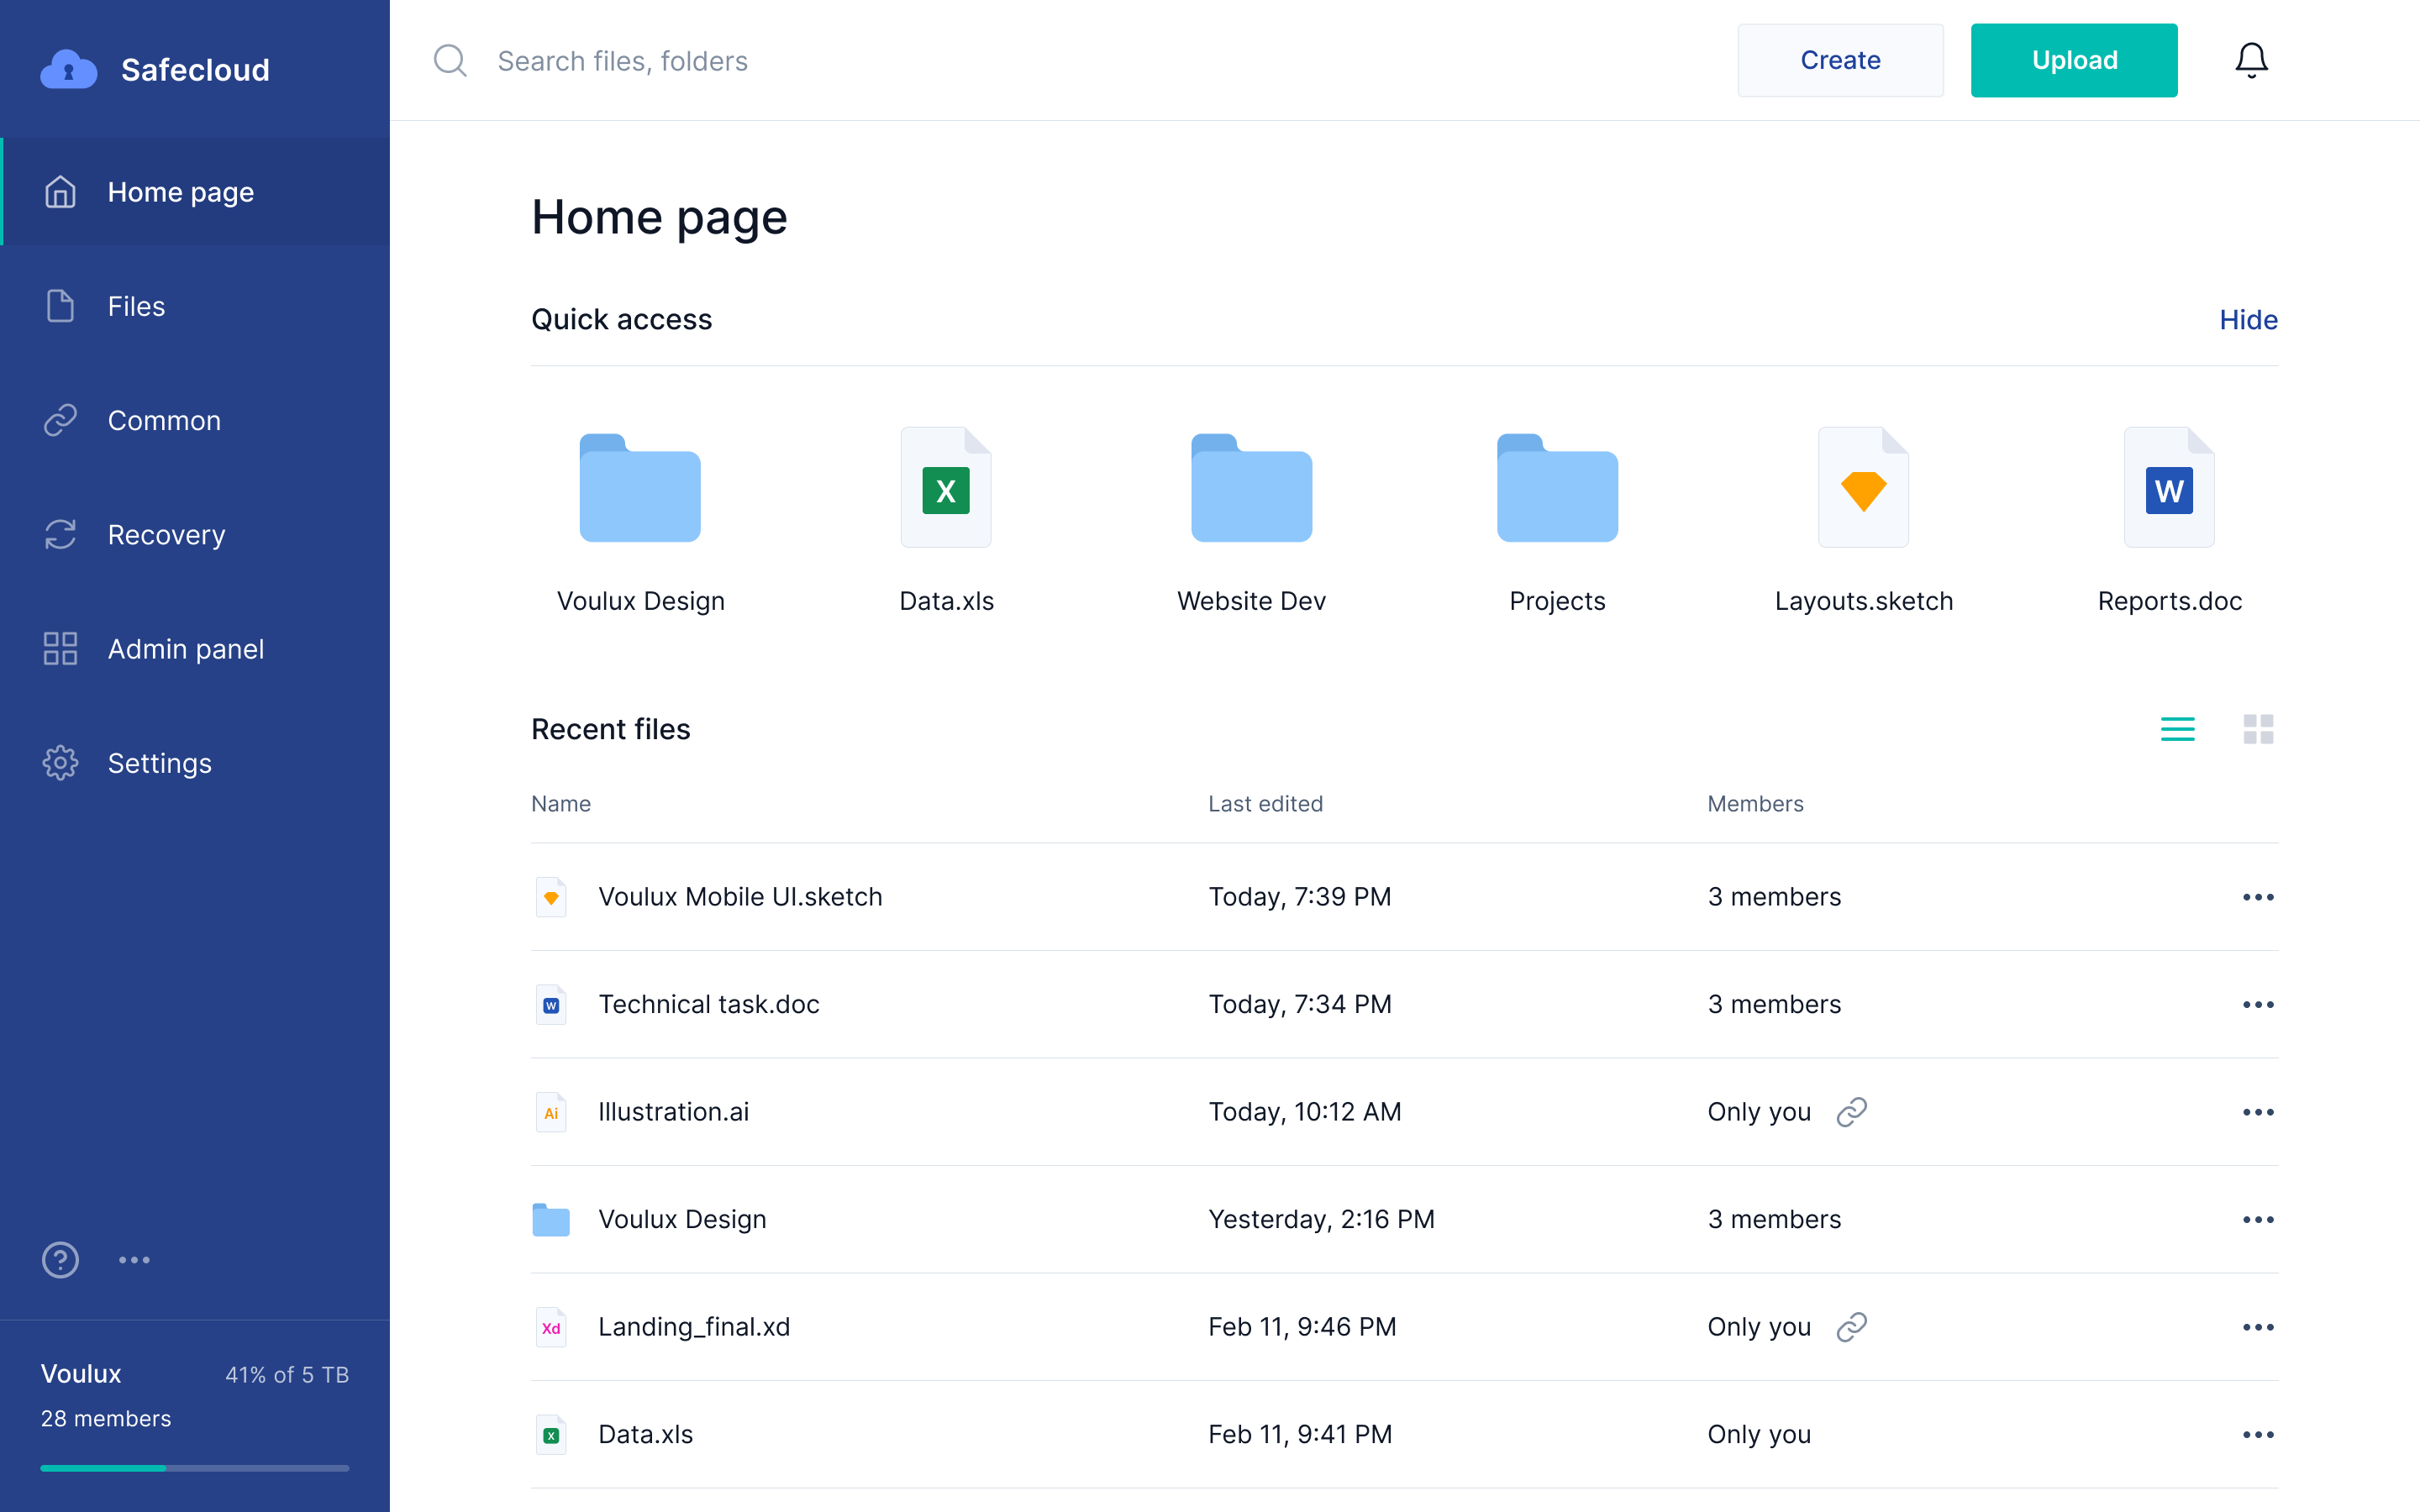 Safecloud
Home page
Files
Common
Recovery
Admin panel
Settings
Voulux 41% of 5 TB
28 members
Search files, folders
Create
Upload
Home page
Quick access Hide
X W
Voulux Design Data.xls Website Dev Projects Layouts.sketch Reports.doc
Recent files
Name Last edited Members
Voulux Mobile UI.sketch Today, 7:39 PM 3 members
W Technical task.doc Today, 7:34 PM 3 members
Ai Illustration.ai Today, 10:12 AM Only you
Voulux Design Yesterday, 2:16 PM 3 members
Xd Landing_final.xd Feb 11, 9:46 PM Only you
X Data.xls Feb 11, 9:41 PM Only you